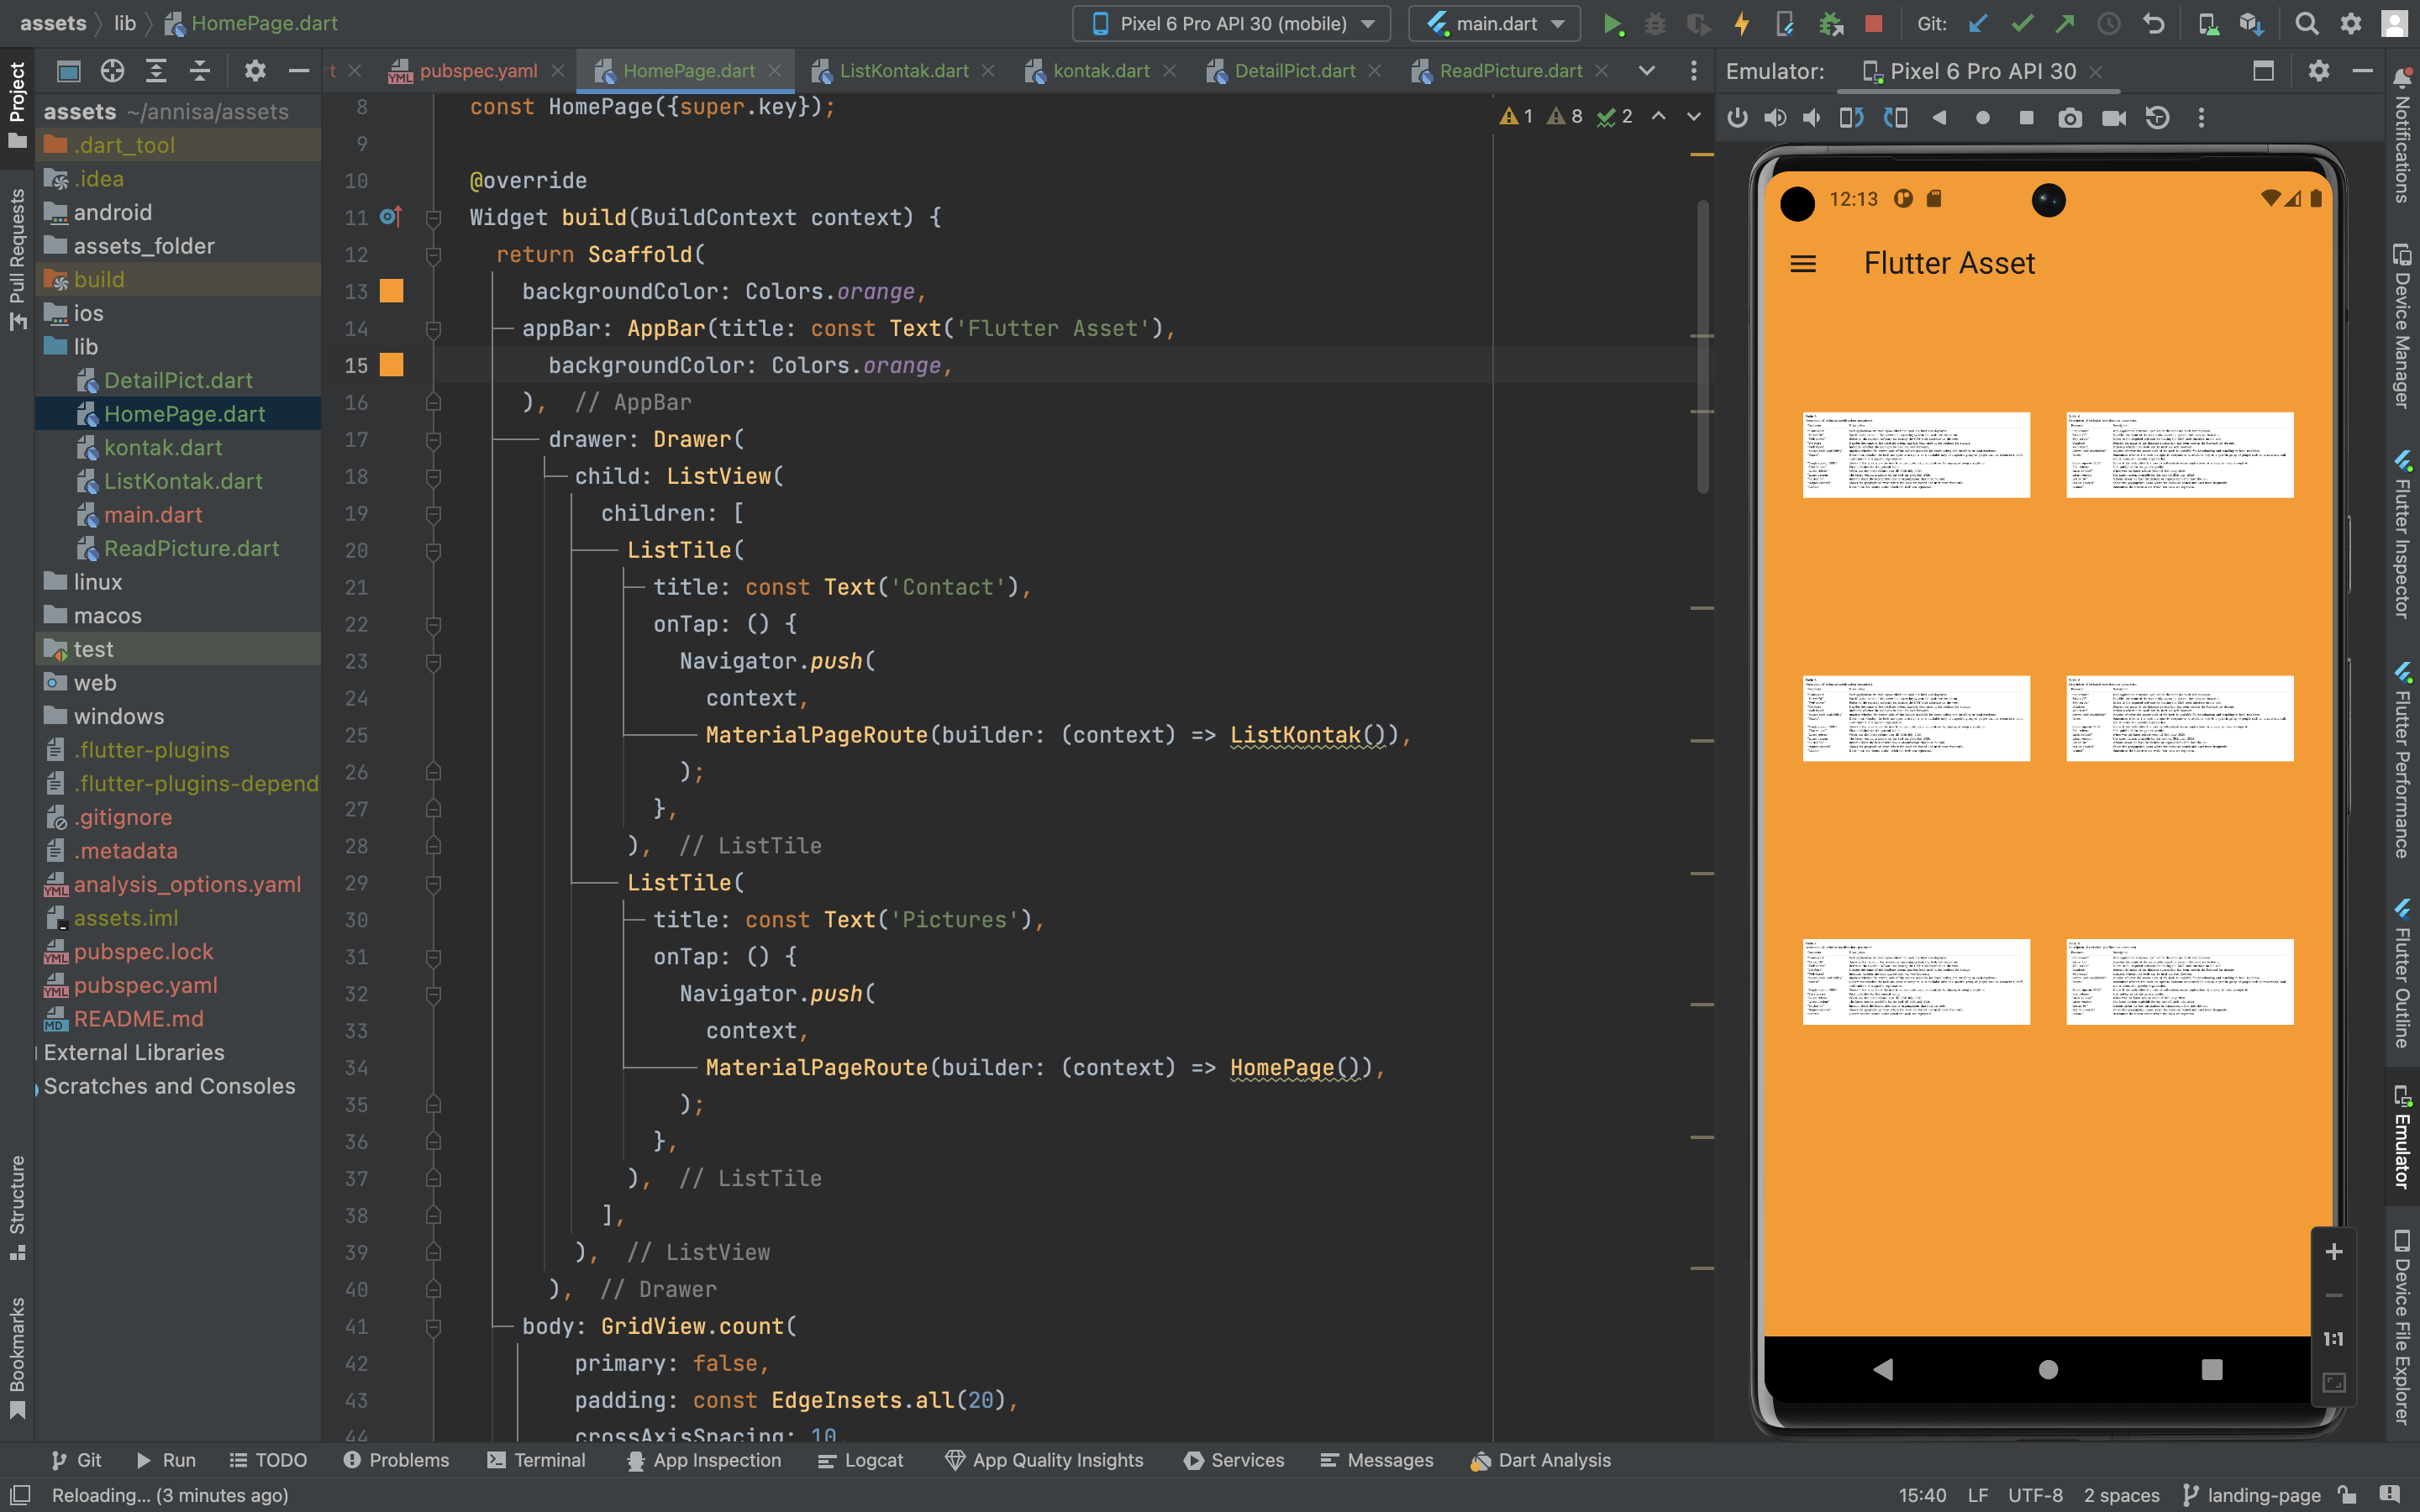 assets lib HomePage.dart
Pixel 6 Pro API 30 (mobile) main.dart Git:
Project
pubspec.yaml HomePage.dart ListKontak.dart kontak.dart DetailPict.dart ReadPicture.dart
Emulator: Pixel 6 Pro API 30
assets ~/annisa/assets
.dart_tool
.idea
android
assets_folder
build
ios
lib
DetailPict.dart
HomePage.dart
kontak.dart
ListKontak.dart
main.dart
ReadPicture.dart
linux
macos
test
web
windows
.flutter-plugins
.flutter-plugins-depend
.gitignore
.metadata
analysis_options.yaml
assets.iml
pubspec.lock
pubspec.yaml
README.md
External Libraries
Scratches and Consoles
Pull Requests
Structure
Bookmarks
1 8 2
8 const HomePage({super.key});
9
10 @override
11 Widget build(BuildContext context) {
12 return Scaffold(
13 backgroundColor: Colors.orange,
14 appBar: AppBar(title: const Text('Flutter Asset'),
15 backgroundColor: Colors.orange,
16 ), // AppBar
17 drawer: Drawer(
18 child: ListView(
19 children: [
20 ListTile(
21 title: const Text('Contact'),
22 onTap: () {
23 Navigator.push(
24 context,
25 MaterialPageRoute(builder: (context) => ListKontak()),
26 );
27 },
28 ), // ListTile
29 ListTile(
30 title: const Text('Pictures'),
31 onTap: () {
32 Navigator.push(
33 context,
34 MaterialPageRoute(builder: (context) => HomePage()),
35 );
36 },
37 ), // ListTile
38 ],
39 ), // ListView
40 ), // Drawer
41 body: GridView.count(
42 primary: false,
43 padding: const EdgeInsets.all(20),
44 crossAxisSpacing: 10
12:13
Flutter Asset
1:1
Notifications
Device Manager
Flutter Inspector
Flutter Performance
Flutter Outline
Emulator
Device File Explorer
Git Run TODO Problems Terminal App Inspection Logcat App Quality Insights Services Messages Dart Analysis
Reloading... (3 minutes ago) 15:40 LF UTF-8 2 spaces landing-page